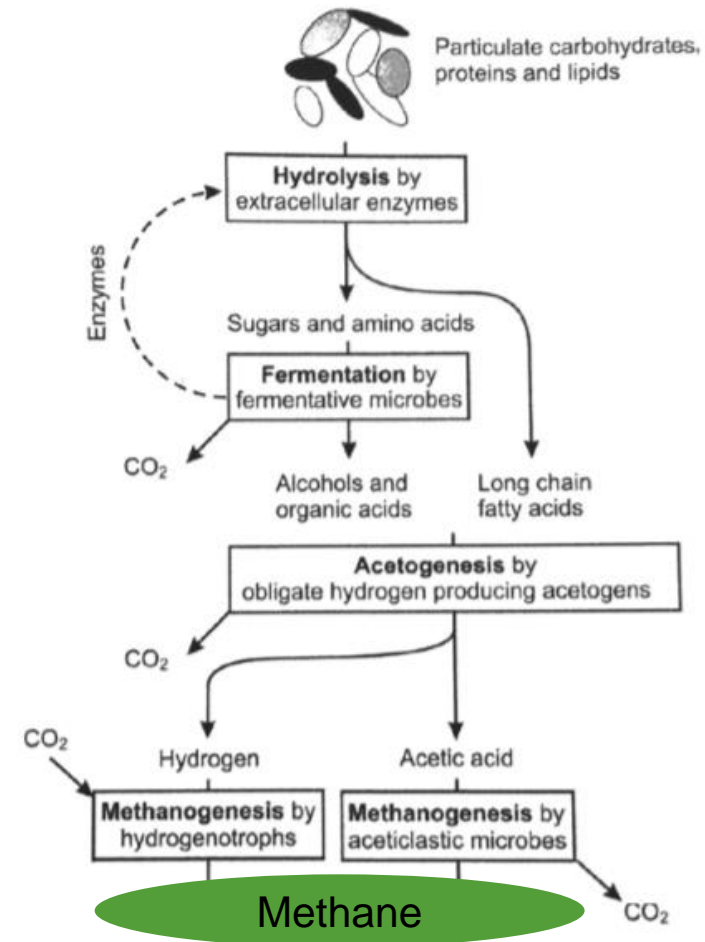 Particulate carbohydrates,
proteins and lipids
Hydrolysis by
extracellular enzymes
Enzymes
Sugars and amino acids
Fermentation by
fermentative microbes
CO₂
Alcohols and
organic acids
Long chain
fatty acids
Acetogenesis by
obligate hydrogen producing acetogens
CO₂
CO₂
Hydrogen
Acetic acid
Methanogenesis by
hydrogenotrophs
Methanogenesis by
aceticlastic microbes
Methane
CO₂